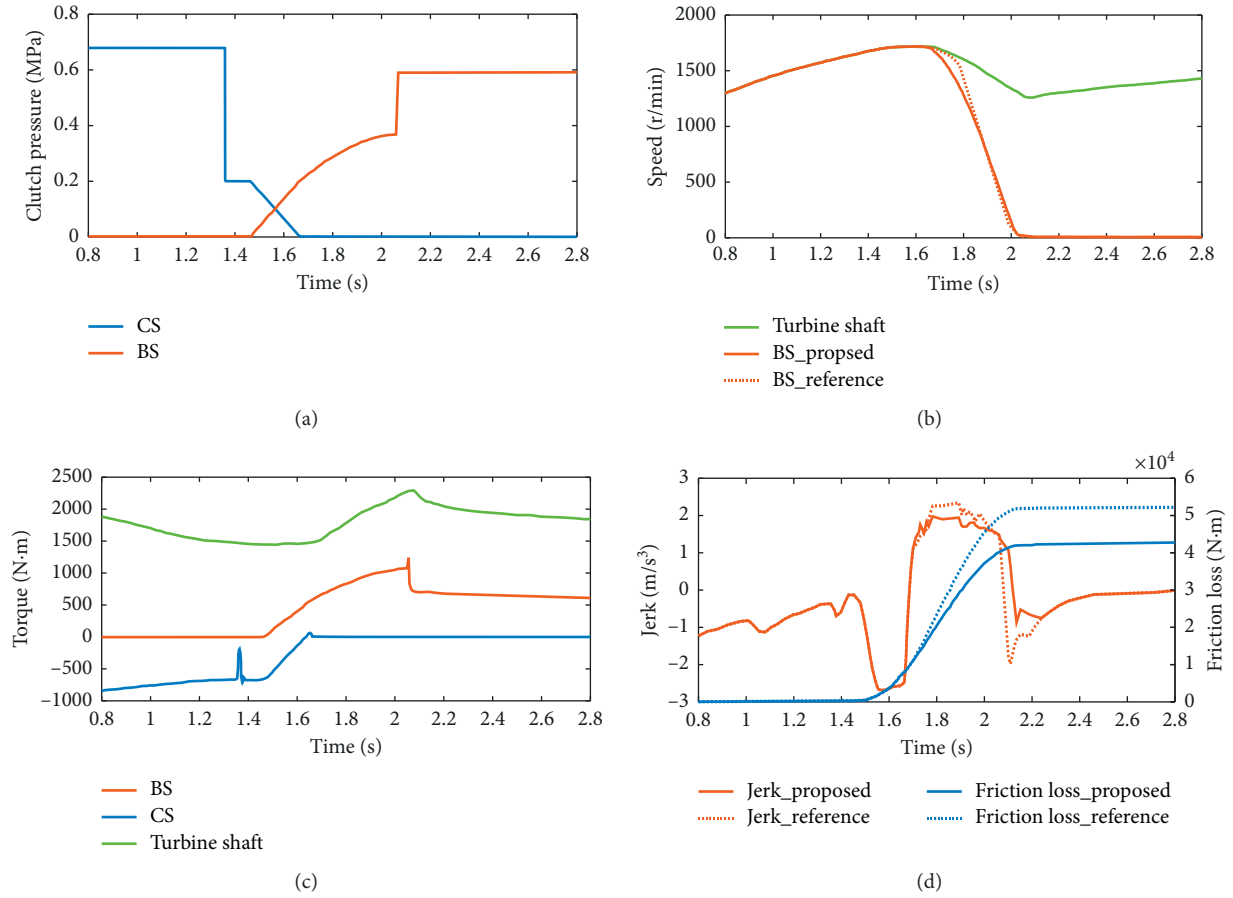 0.8
0.6
0.4
0.2
0
Clutch pressure (MPa)
0.8 1 1.2 1.4 1.6 1.8 2 2.2 2.4 2.6 2.8
Time (s)
CS
BS
(a)
2000
1500
1000
500
0
Speed (r/min)
0.8 1 1.2 1.4 1.6 1.8 2 2.2 2.4 2.6 2.8
Time (s)
Turbine shaft
BS_propsed
BS_reference
(b)
2500
2000
1500
1000
500
0
−500
−1000
Torque (N·m)
0.8 1 1.2 1.4 1.6 1.8 2 2.2 2.4 2.6 2.8
Time (s)
BS
CS
Turbine shaft
(c)
×10⁴
3
2
1
0
−1
−2
−3
Jerk (m/s³)
6
5
4
3
2
1
0
Friction loss (N·m)
0.8 1 1.2 1.4 1.6 1.8 2 2.2 2.4 2.6 2.8
Time (s)
Jerk_proposed
Jerk_reference
Friction loss_proposed
Friction loss_reference
(d)